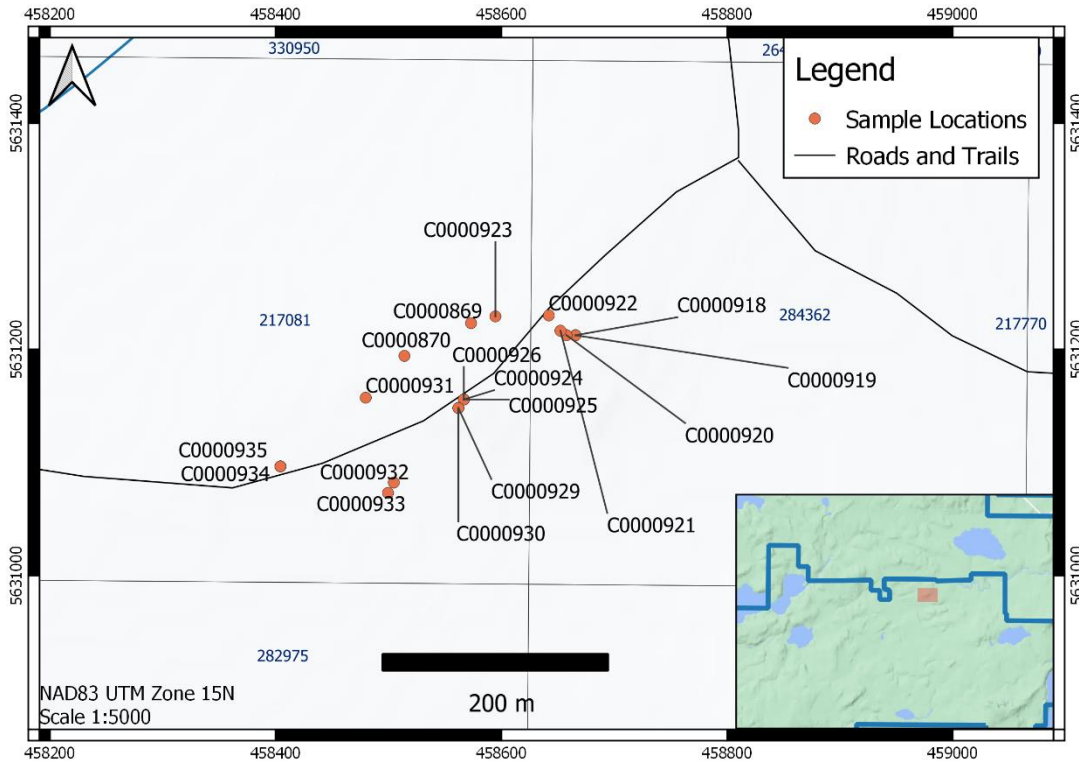 458200 458400 458600 458800 459000
330950
Legend
Sample Locations
Roads and Trails
5631400
5631400
C0000923
C0000869
C0000922
C0000918
217081
284362
217770
C0000870
C0000926
5631200
5631200
C0000924
C0000931
C0000919
C0000925
C0000920
C0000935
C0000934
C0000932
C0000933
C0000929
C0000921
C0000930
5631000
5631000
282975
NAD83 UTM Zone 15N
Scale 1:5000
200 m
458200 458400 458600 458800 459000